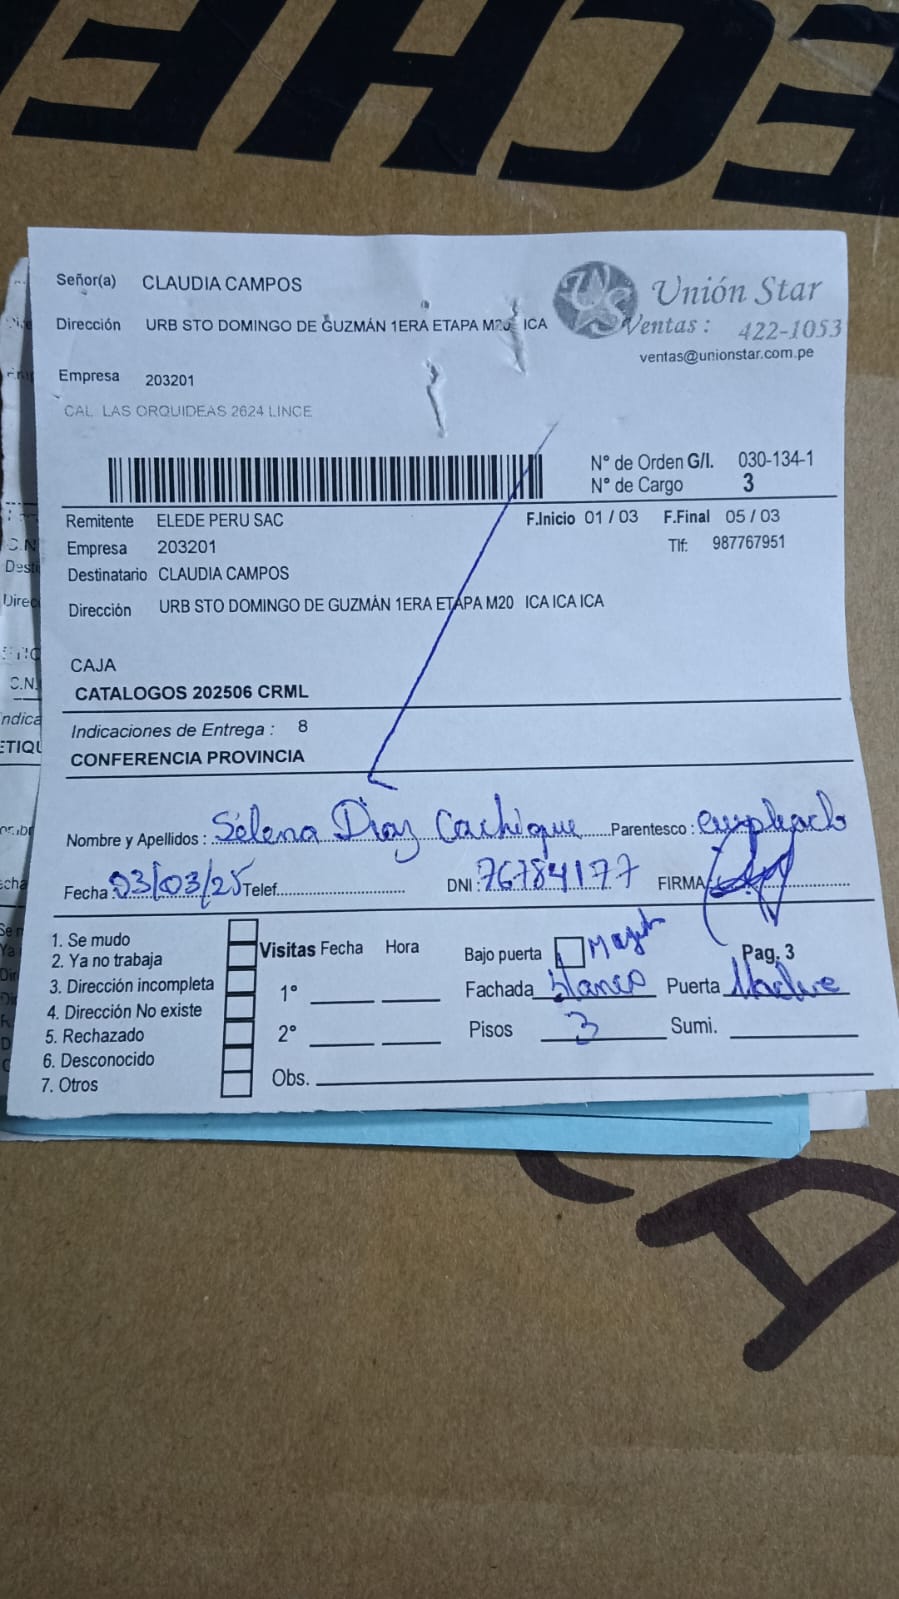 ECHE
Señor(a) CLAUDIA CAMPOS
Unión Star
Dirección URB STO DOMINGO DE GUZMÁN 1ERA ETAPA M20 ICA
Ventas : 422-1053
ventas@unionstar.com.pe
Empresa 203201
CAL LAS ORQUIDEAS 2624 LINCE
N° de Orden G/I. 030-134-1
N° de Cargo 3
Remitente ELEDE PERU SAC F.Inicio 01 / 03 F.Final 05 / 03
Empresa 203201 Tlf: 987767951
Destinatario CLAUDIA CAMPOS
Dirección URB STO DOMINGO DE GUZMÁN 1ERA ETAPA M20 ICA ICA ICA
CAJA
CATALOGOS 202506 CRML
Indicaciones de Entrega : 8
CONFERENCIA PROVINCIA
Nombre y Apellidos : Selena Diaz Cachique Parentesco :
Fecha 03/03/25 Telef. DNI : 76784177 FIRMA
1. Se mudo
2. Ya no trabaja
3. Dirección incompleta
4. Dirección No existe
5. Rechazado
6. Desconocido
7. Otros
Visitas Fecha Hora
1°
2°
Obs.
Bajo puerta Pag. 3
Fachada blanco Puerta
Pisos 3 Sumi.